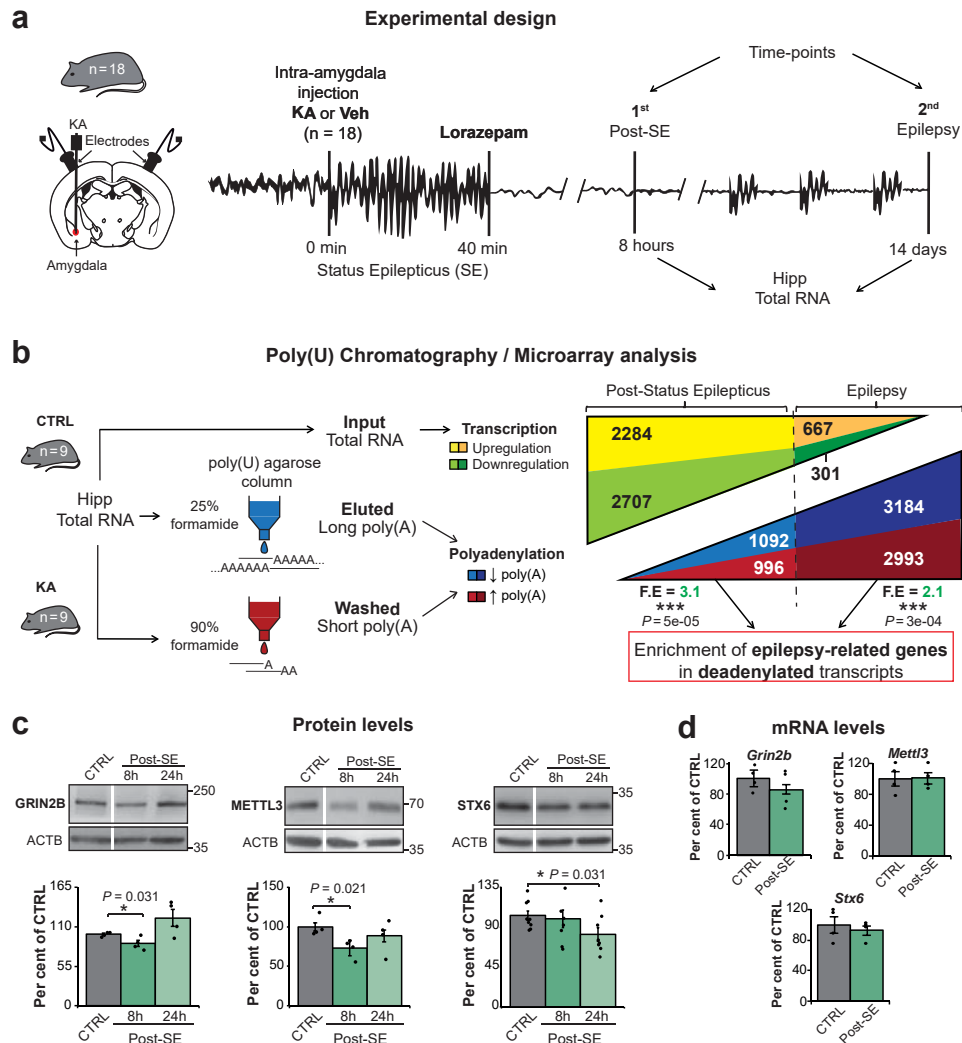 a
Experimental design
n=18
KA
Electrodes
Amygdala
Intra-amygdala
injection
KA or Veh
(n = 18)
Lorazepam
0 min
40 min
Status Epilepticus (SE)
Time-points
1st
Post-SE
2nd
Epilepsy
8 hours
14 days
Hipp
Total RNA
b
Poly(U) Chromatography / Microarray analysis
CTRL
n=9
Hipp
Total RNA
KA
n=9
Input
Total RNA
poly(U) agarose
column
25%
formamide
AAAAA...
...AAAAAA
Eluted
Long poly(A)
90%
formamide
A
AA
Washed
Short poly(A)
Transcription
Upregulation
Downregulation
Polyadenylation
↓ poly(A)
↑ poly(A)
Post-Status Epilepticus
Epilepsy
2284
667
2707
301
3184
1092
996
2993
F.E = 3.1
***
P = 5e-05
F.E = 2.1
***
P = 3e-04
Enrichment of epilepsy-related genes
in deadenylated transcripts
c
Protein levels
CTRL
Post-SE
8h 24h
GRIN2B
250
ACTB
35
Per cent of CTRL
165
110
55
0
P = 0.031
*
CTRL
8h 24h
Post-SE
CTRL
Post-SE
8h 24h
METTL3
70
ACTB
35
Per cent of CTRL
150
100
50
0
P = 0.021
*
CTRL
8h 24h
Post-SE
CTRL
Post-SE
8h 24h
STX6
35
ACTB
35
Per cent of CTRL
135
90
45
0
* P = 0.031
CTRL
8h 24h
Post-SE
d
mRNA levels
Grin2b
Per cent of CTRL
120
80
40
0
CTRL
Post-SE
Mettl3
Per cent of CTRL
120
80
40
0
CTRL
Post-SE
Stx6
Per cent of CTRL
120
80
40
0
CTRL
Post-SE